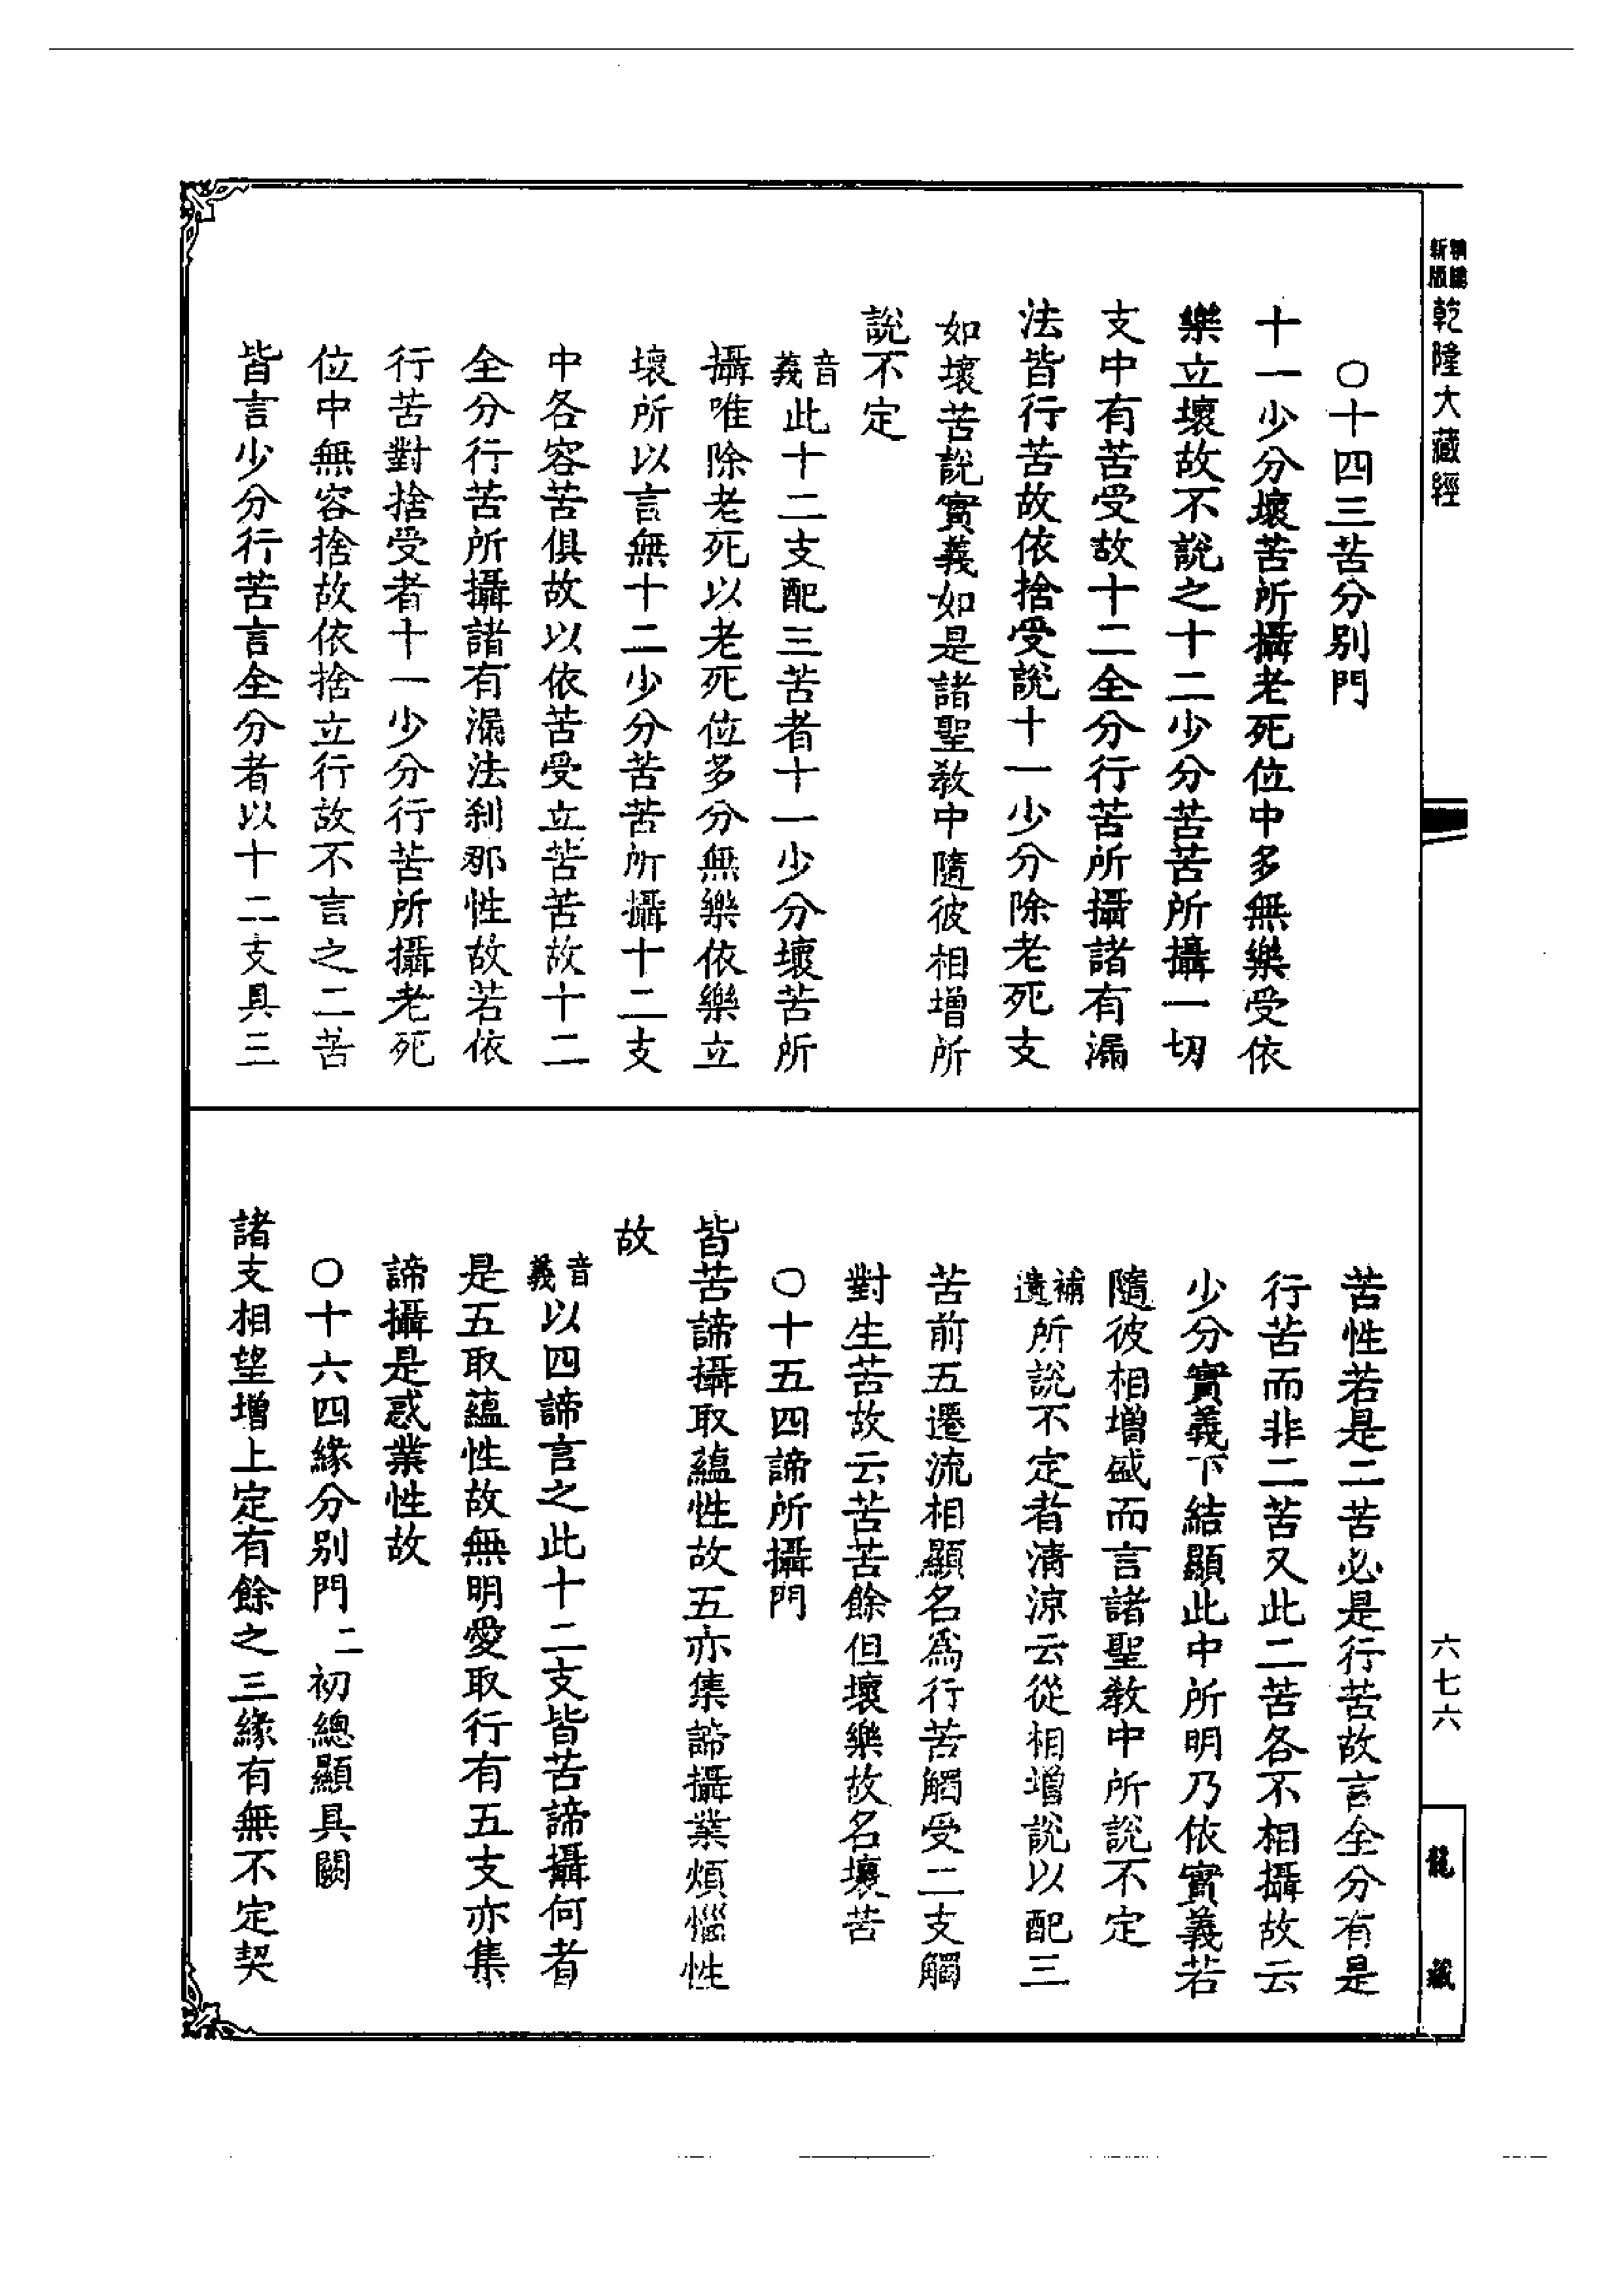 新編縮版
乾隆大藏經
〇十四三苦分別門
十一少分壞苦所攝老死位中多無樂受依
樂立壞故不說之十二少分苦苦所攝一切
支中有苦受故十二全分行苦所攝諸有漏
法皆行苦故依捨受說十一少分除老死支
如壞苦說實義如是諸聖教中隨彼相增所
說不定
音義此十二支配三苦者十一少分壞苦所
攝唯除老死以老死位多分無樂依樂立
壞所以言無十二少分苦苦所攝十二支
中各容苦俱故以依苦受立苦苦故十二
全分行苦所攝諸有漏法剎那性故若依
行苦對捨受者十一少分行苦所攝老死
位中無容捨故依捨立行故不言之二苦
皆言少分行苦言全分者以十二支具三
苦性若是二苦必是行苦故言全分有是
行苦而非二苦又此二苦各不相攝故云
少分實義下結顯此中所明乃依實義若
隨彼相增盛而言諸聖教中所說不定
補遺所說不定者清涼云從相增說以配三
苦前五遷流相顯名為行苦觸受二支觸
對生苦故云苦苦餘但壞樂故名壞苦
〇十五四諦所攝門
皆苦諦攝取蘊性故五亦集諦攝業煩惱性
故
音義以四諦言之此十二支皆苦諦攝何者
是五取蘊性故無明愛取行有五支亦集
諦攝是惑業性故
〇十六四緣分別門二初總顯具闕
諸支相望增上定有餘之三緣有無不定契
六七六
龍藏